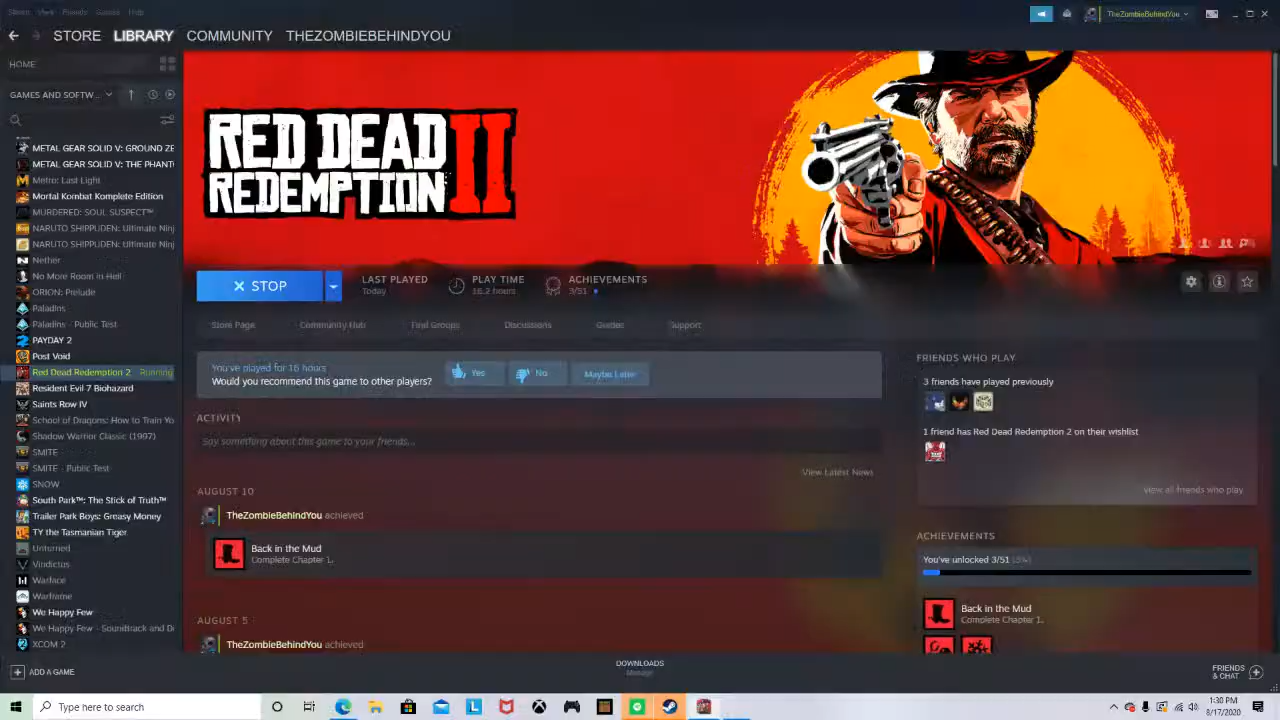 Steam View Friends Games Help
TheZombieBehindYou
STORE LIBRARY COMMUNITY THEZOMBIEBEHINDYOU
HOME
GAMES AND SOFTW...
METAL GEAR SOLID V: GROUND ZE
METAL GEAR SOLID V: THE PHANT
Metro: Last Light
Mortal Kombat Komplete Edition
MURDERED: SOUL SUSPECT™
NARUTO SHIPPUDEN: Ultimate Ninj
NARUTO SHIPPUDEN: Ultimate Ninj
Nether
No More Room in Hell
ORION: Prelude
Paladins
Paladins - Public Test
PAYDAY 2
Post Void
Red Dead Redemption 2 - Running
Resident Evil 7 Biohazard
Saints Row IV
School of Dragons: How to Train Yo
Shadow Warrior Classic (1997)
SMITE
SMITE - Public Test
SNOW
South Park™: The Stick of Truth™
Trailer Park Boys: Greasy Money
TY the Tasmanian Tiger
Unturned
Vindictus
Warface
Warframe
We Happy Few
We Happy Few - Soundtrack and Di
XCOM 2
ADD A GAME
RED DEAD
REDEMPTION II
STOP
LAST PLAYED
Today
PLAY TIME
16.2 hours
ACHIEVEMENTS
3/51
Store Page Community Hub Find Groups Discussions Guides Support
You've played for 16 hours
Would you recommend this game to other players?
Yes No Maybe Later
ACTIVITY
Say something about this game to your friends...
View Latest News
AUGUST 10
TheZombieBehindYou achieved
Back in the Mud
Complete Chapter 1.
AUGUST 5
TheZombieBehindYou achieved
FRIENDS WHO PLAY
3 friends have played previously
1 friend has Red Dead Redemption 2 on their wishlist
View all friends who play
ACHIEVEMENTS
You've unlocked 3/51 (5%)
Back in the Mud
Complete Chapter 1.
DOWNLOADS
Manage
FRIENDS
& CHAT
Type here to search
1:30 PM
8/17/2020